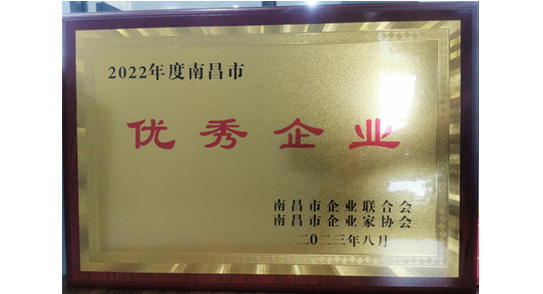 2022年度南昌市
优秀企业
南昌市企业联合会
南昌市企业家协会
二〇二三年八月